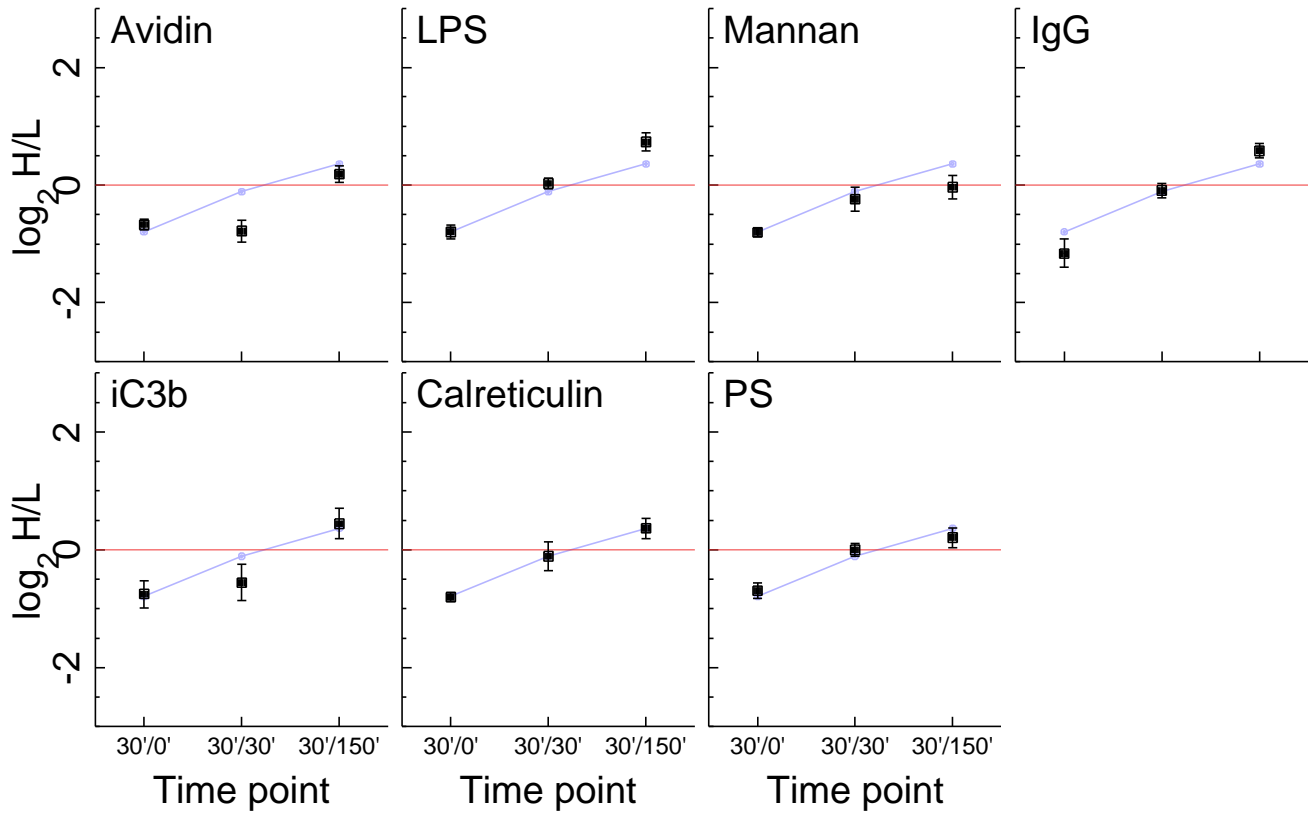 Avidin
LPS
Mannan
IgG
2
0
-2
log2 H/L
iC3b
Calreticulin
PS
2
0
-2
log2 H/L
30'/0' 30'/30' 30'/150'
30'/0' 30'/30' 30'/150'
30'/0' 30'/30' 30'/150'
Time point
Time point
Time point